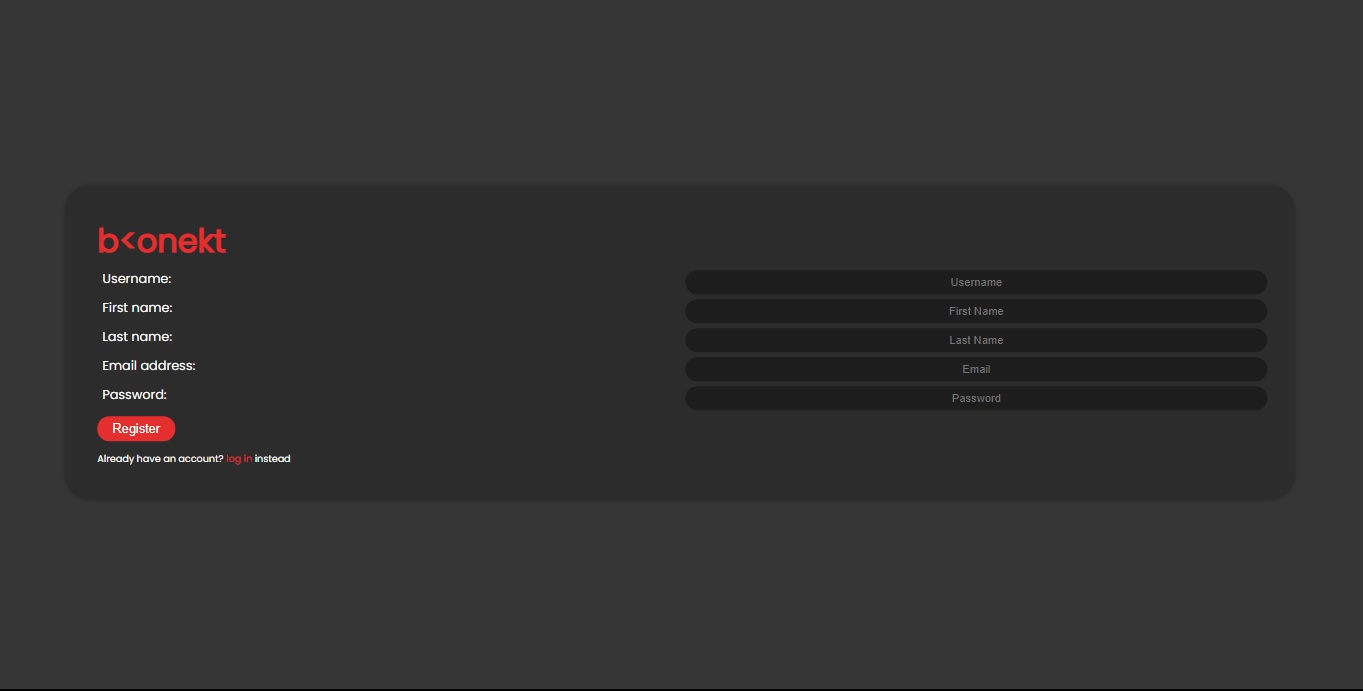 b<onekt
Username: Username
First name: First Name
Last name: Last Name
Email address: Email
Password: Password
Register
Already have an account? log in instead